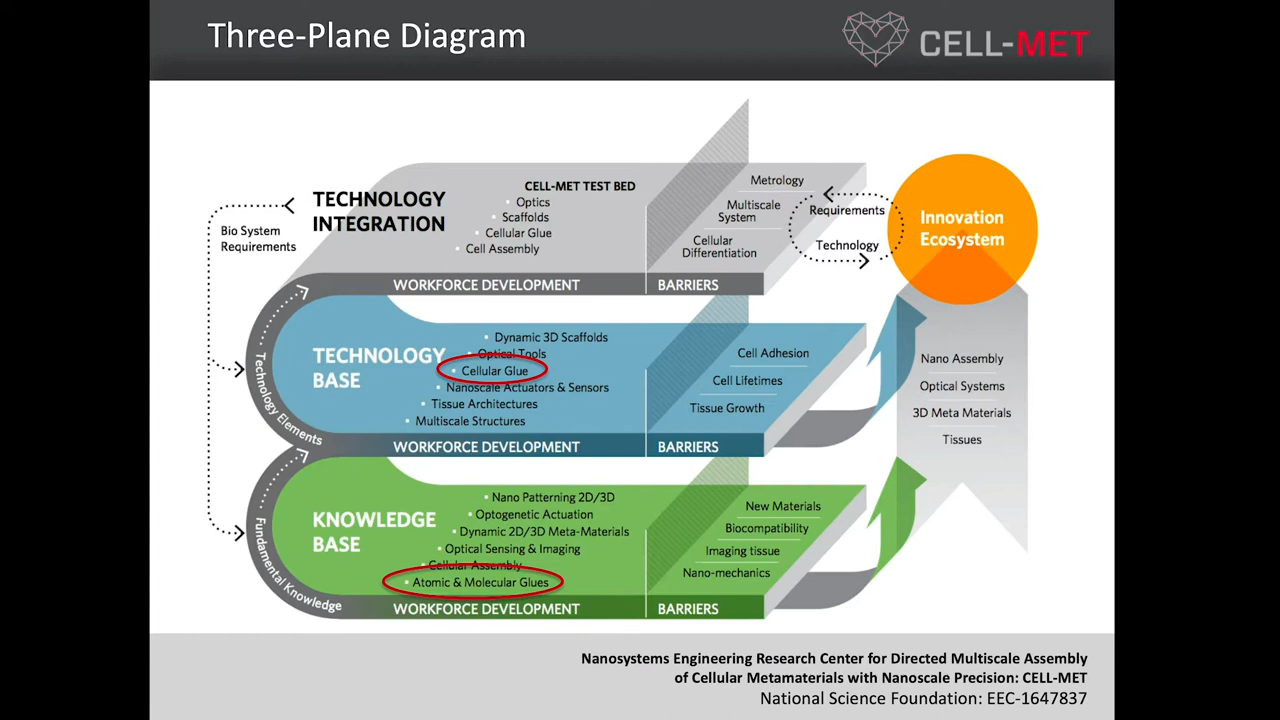 Three-Plane Diagram
CELL-MET
TECHNOLOGY
INTEGRATION
CELL-MET TEST BED
▪ Optics
▪ Scaffolds
▪ Cellular Glue
▪ Cell Assembly
Metrology
Multiscale
System
Cellular
Differentiation
WORKFORCE DEVELOPMENT
BARRIERS
Bio System
Requirements
Requirements
Technology
Innovation
Ecosystem
Technology Elements
TECHNOLOGY
BASE
▪ Dynamic 3D Scaffolds
▪ Optical Tools
▪ Cellular Glue
▪ Nanoscale Actuators & Sensors
▪ Tissue Architectures
▪ Multiscale Structures
Cell Adhesion
Cell Lifetimes
Tissue Growth
WORKFORCE DEVELOPMENT
BARRIERS
Nano Assembly
Optical Systems
3D Meta Materials
Tissues
Fundamental Knowledge
KNOWLEDGE
BASE
▪ Nano Patterning 2D/3D
▪ Optogenetic Actuation
▪ Dynamic 2D/3D Meta-Materials
▪ Optical Sensing & Imaging
▪ Cellular Assembly
▪ Atomic & Molecular Glues
New Materials
Biocompatibility
Imaging tissue
Nano-mechanics
WORKFORCE DEVELOPMENT
BARRIERS
Nanosystems Engineering Research Center for Directed Multiscale Assembly
of Cellular Metamaterials with Nanoscale Precision: CELL-MET
National Science Foundation: EEC-1647837